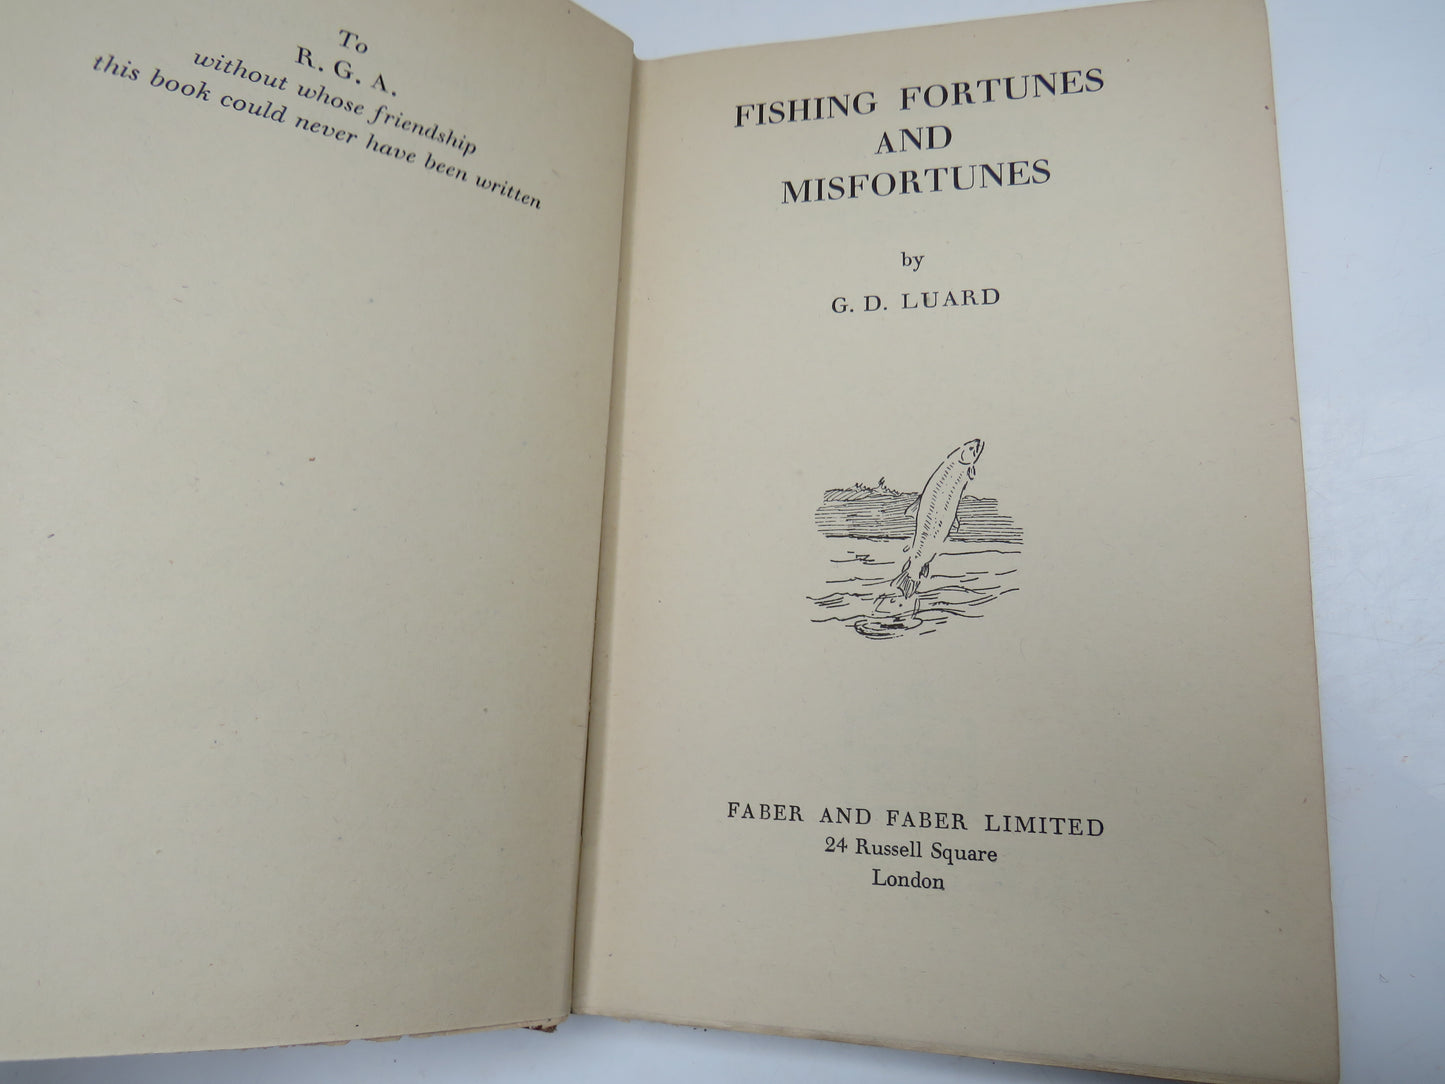 To
R. G. A.
without whose friendship
this book could never have been written
FISHING FORTUNES
AND
MISFORTUNES
by
G. D. LUARD
FABER AND FABER LIMITED
24 Russell Square
London